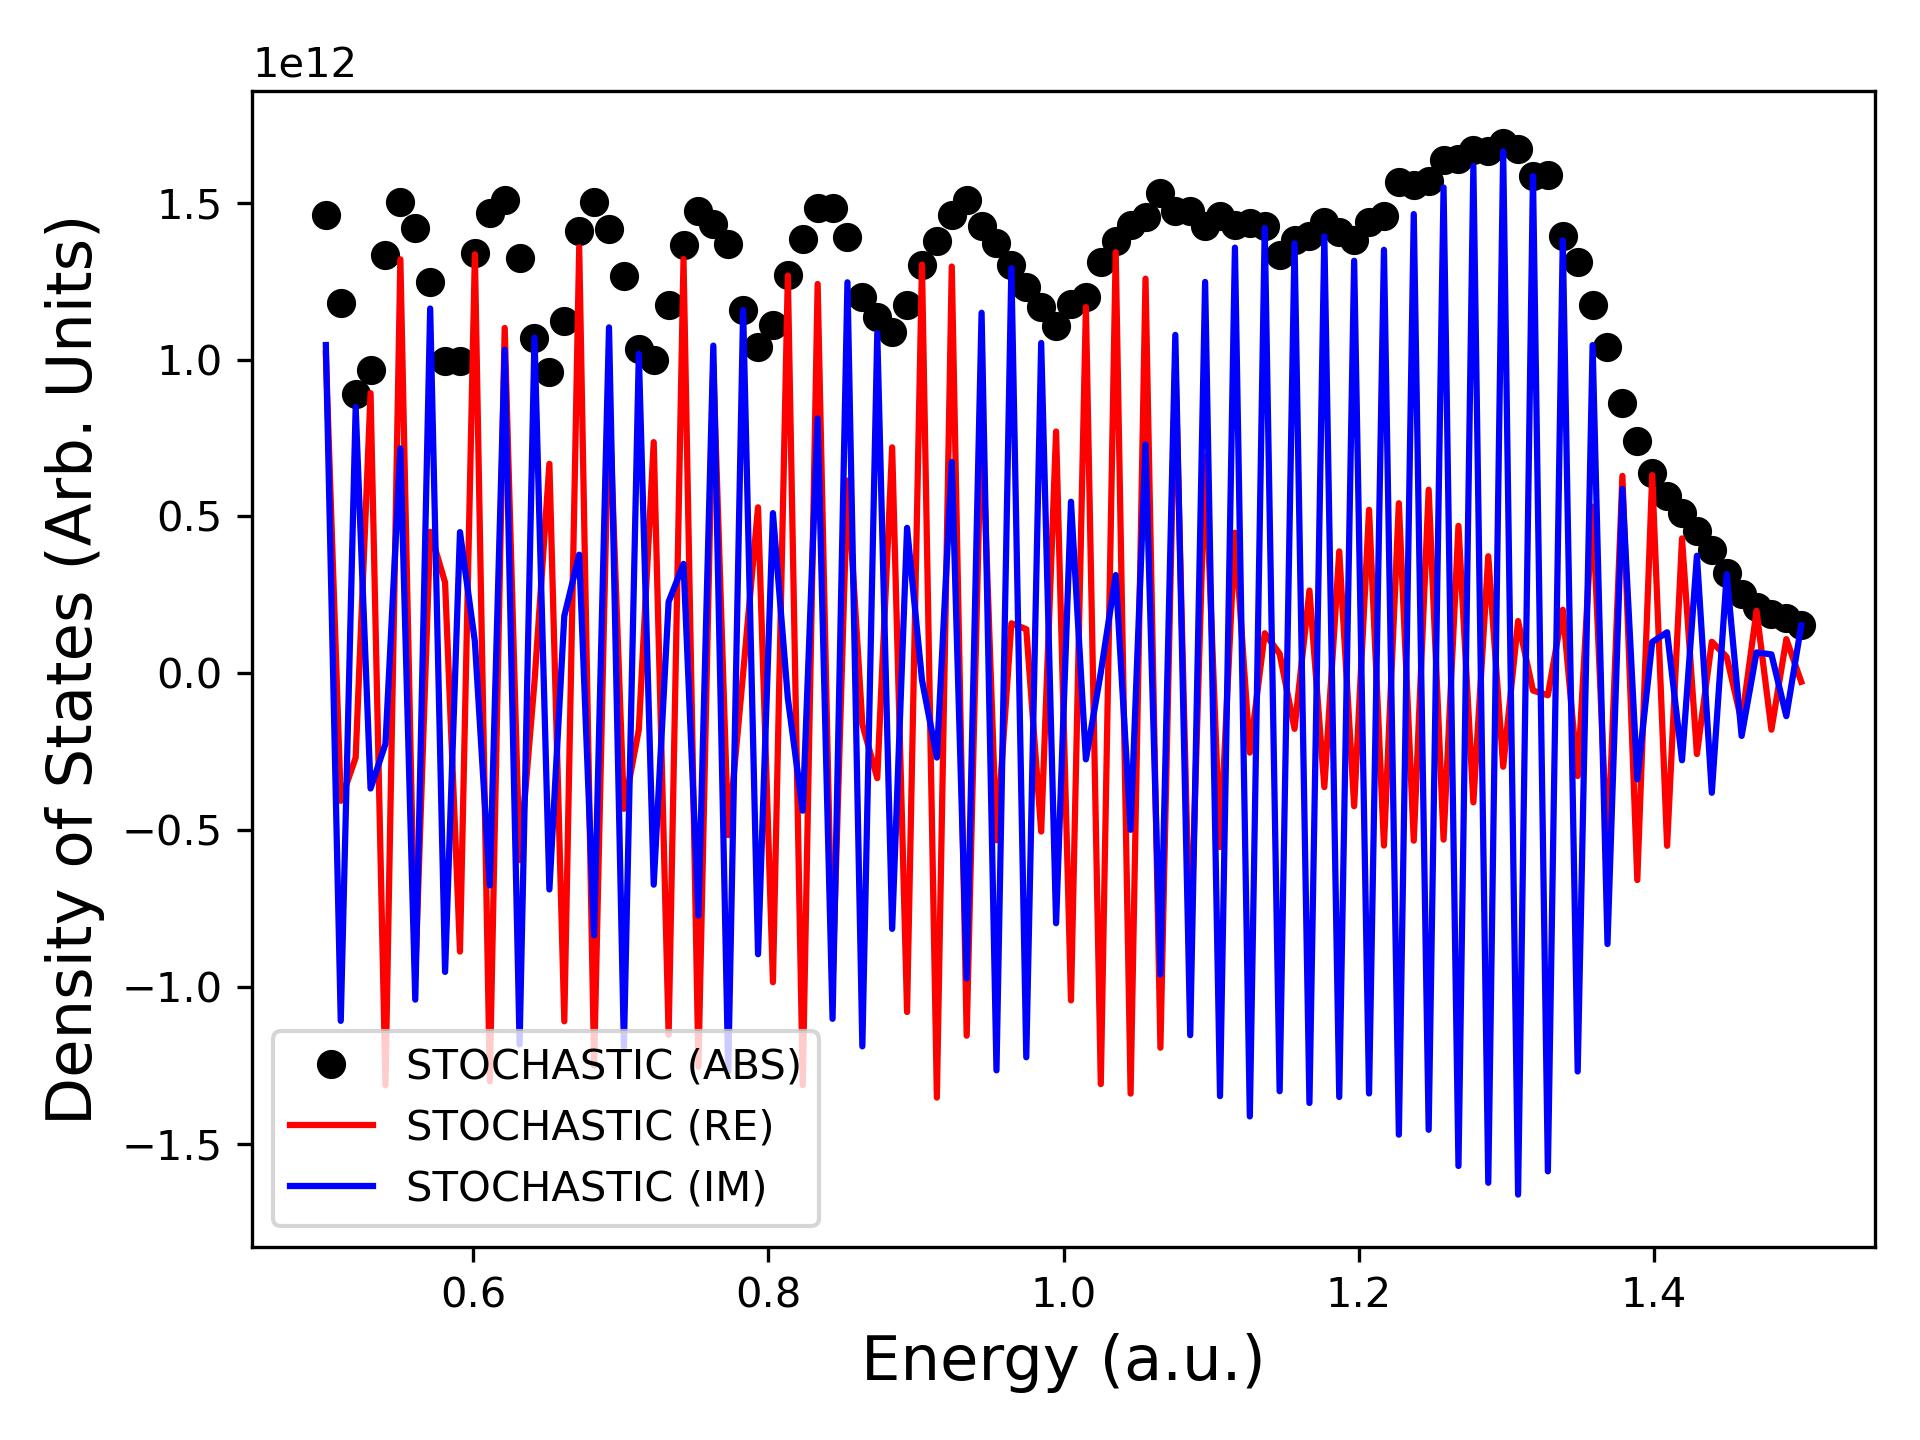 1e12
Density of States (Arb. Units)
1.5
1.0
0.5
0.0
−0.5
−1.0
−1.5
STOCHASTIC (ABS)
STOCHASTIC (RE)
STOCHASTIC (IM)
0.6 0.8 1.0 1.2 1.4
Energy (a.u.)